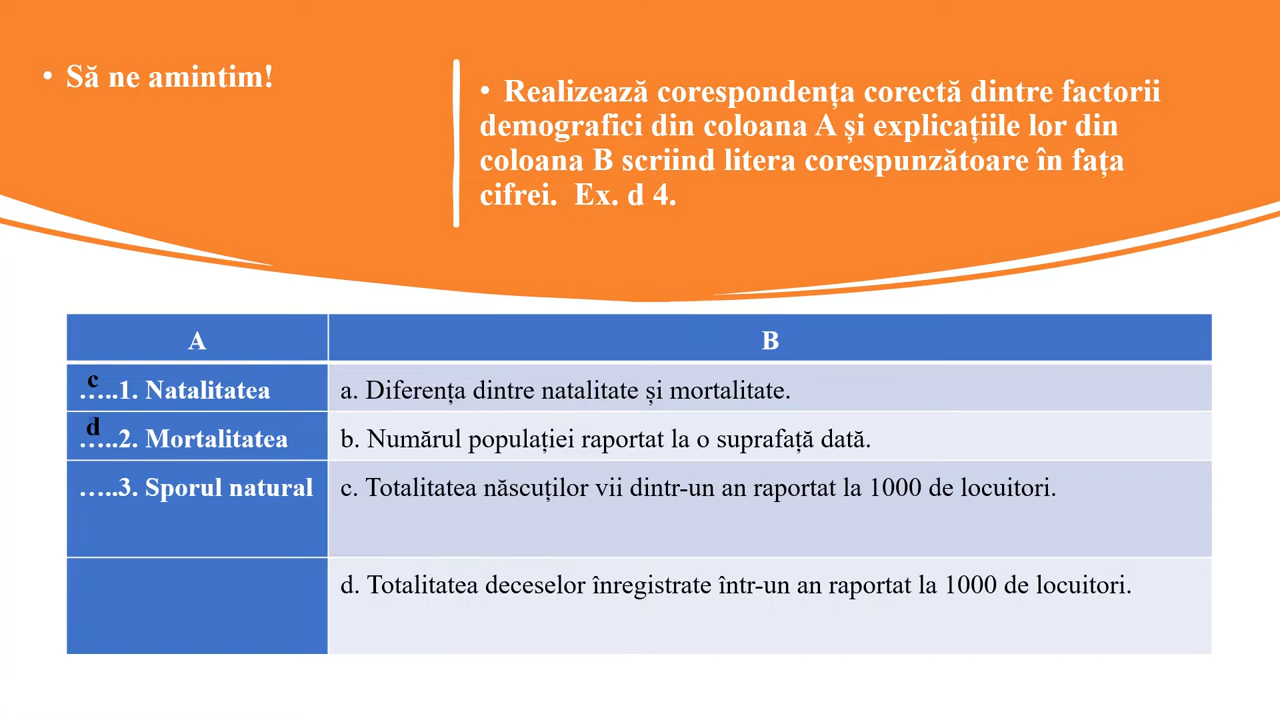 • Să ne amintim!
• Realizează corespondența corectă dintre factorii
demografici din coloana A și explicațiile lor din
coloana B scriind litera corespunzătoare în fața
cifrei. Ex. d 4.
A
B
c
…..1. Natalitatea
a. Diferența dintre natalitate și mortalitate.
d
…..2. Mortalitatea
b. Numărul populației raportat la o suprafață dată.
…..3. Sporul natural
c. Totalitatea născuților vii dintr-un an raportat la 1000 de locuitori.
d. Totalitatea deceselor înregistrate într-un an raportat la 1000 de locuitori.